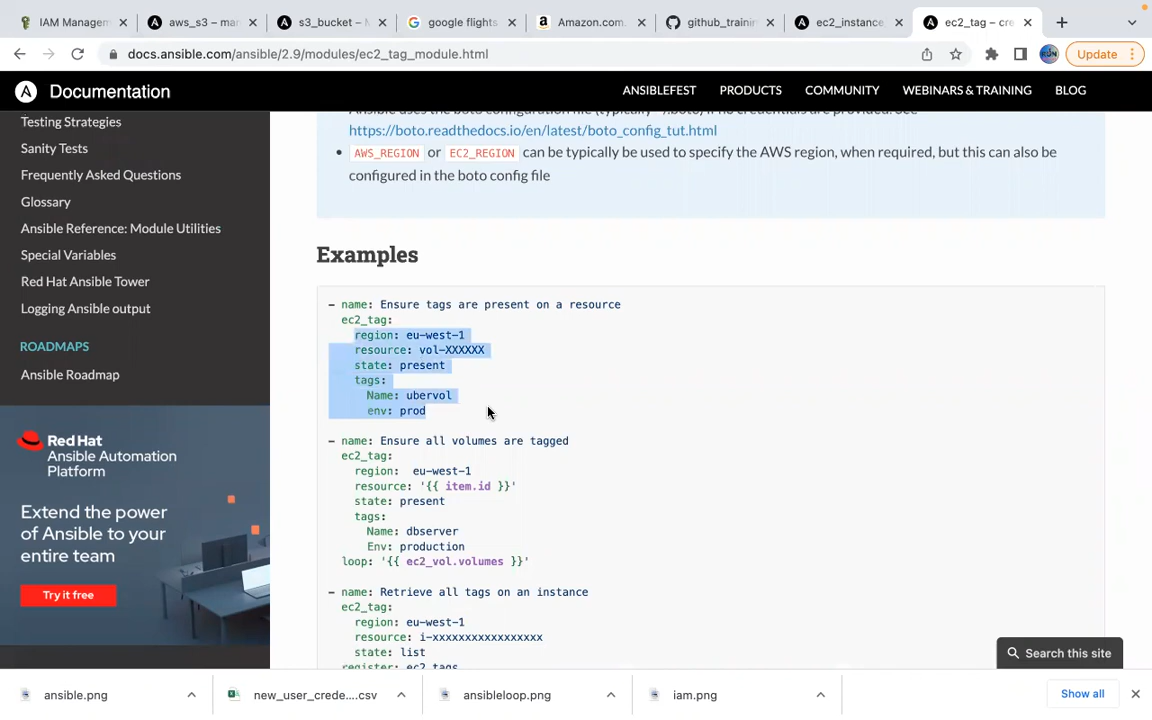 IAM Managem
aws_s3 – man
s3_bucket – M
google flights
Amazon.com.
github_trainin
ec2_instance
ec2_tag – cre
docs.ansible.com/ansible/2.9/modules/ec2_tag_module.html
Update
A Documentation
ANSIBLEFEST
PRODUCTS
COMMUNITY
WEBINARS & TRAINING
BLOG
Testing Strategies
Sanity Tests
Frequently Asked Questions
Glossary
Ansible Reference: Module Utilities
Special Variables
Red Hat Ansible Tower
Logging Ansible output
ROADMAPS
Ansible Roadmap
Red Hat
Ansible Automation
Platform
Extend the power
of Ansible to your
entire team
Try it free
https://boto.readthedocs.io/en/latest/boto_config_tut.html
• AWS_REGION or EC2_REGION can be typically be used to specify the AWS region, when required, but this can also be
configured in the boto config file
Examples
- name: Ensure tags are present on a resource
ec2_tag:
region: eu-west-1
resource: vol-XXXXXX
state: present
tags:
Name: ubervol
env: prod
- name: Ensure all volumes are tagged
ec2_tag:
region: eu-west-1
resource: '{{ item.id }}'
state: present
tags:
Name: dbserver
Env: production
loop: '{{ ec2_vol.volumes }}'
- name: Retrieve all tags on an instance
ec2_tag:
region: eu-west-1
resource: i-xxxxxxxxxxxxxxxxx
state: list
register: ec2_tags
Search this site
ansible.png
new_user_crede....csv
ansibleloop.png
iam.png
Show all